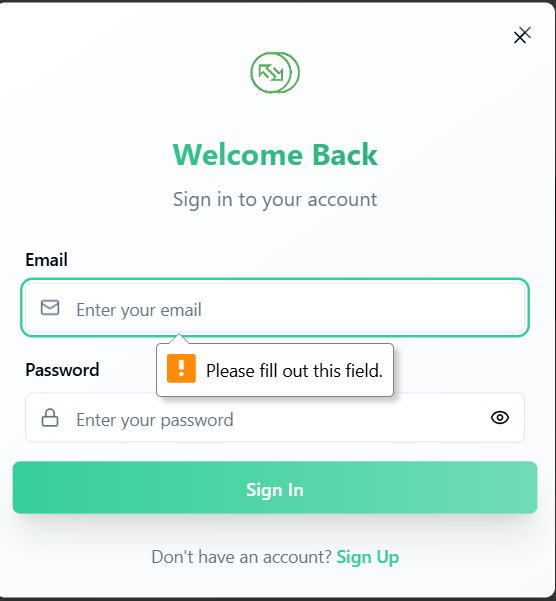 Welcome Back
Sign in to your account
Email
Enter your email
Please fill out this field.
Password
Enter your password
Sign In
Don't have an account? Sign Up